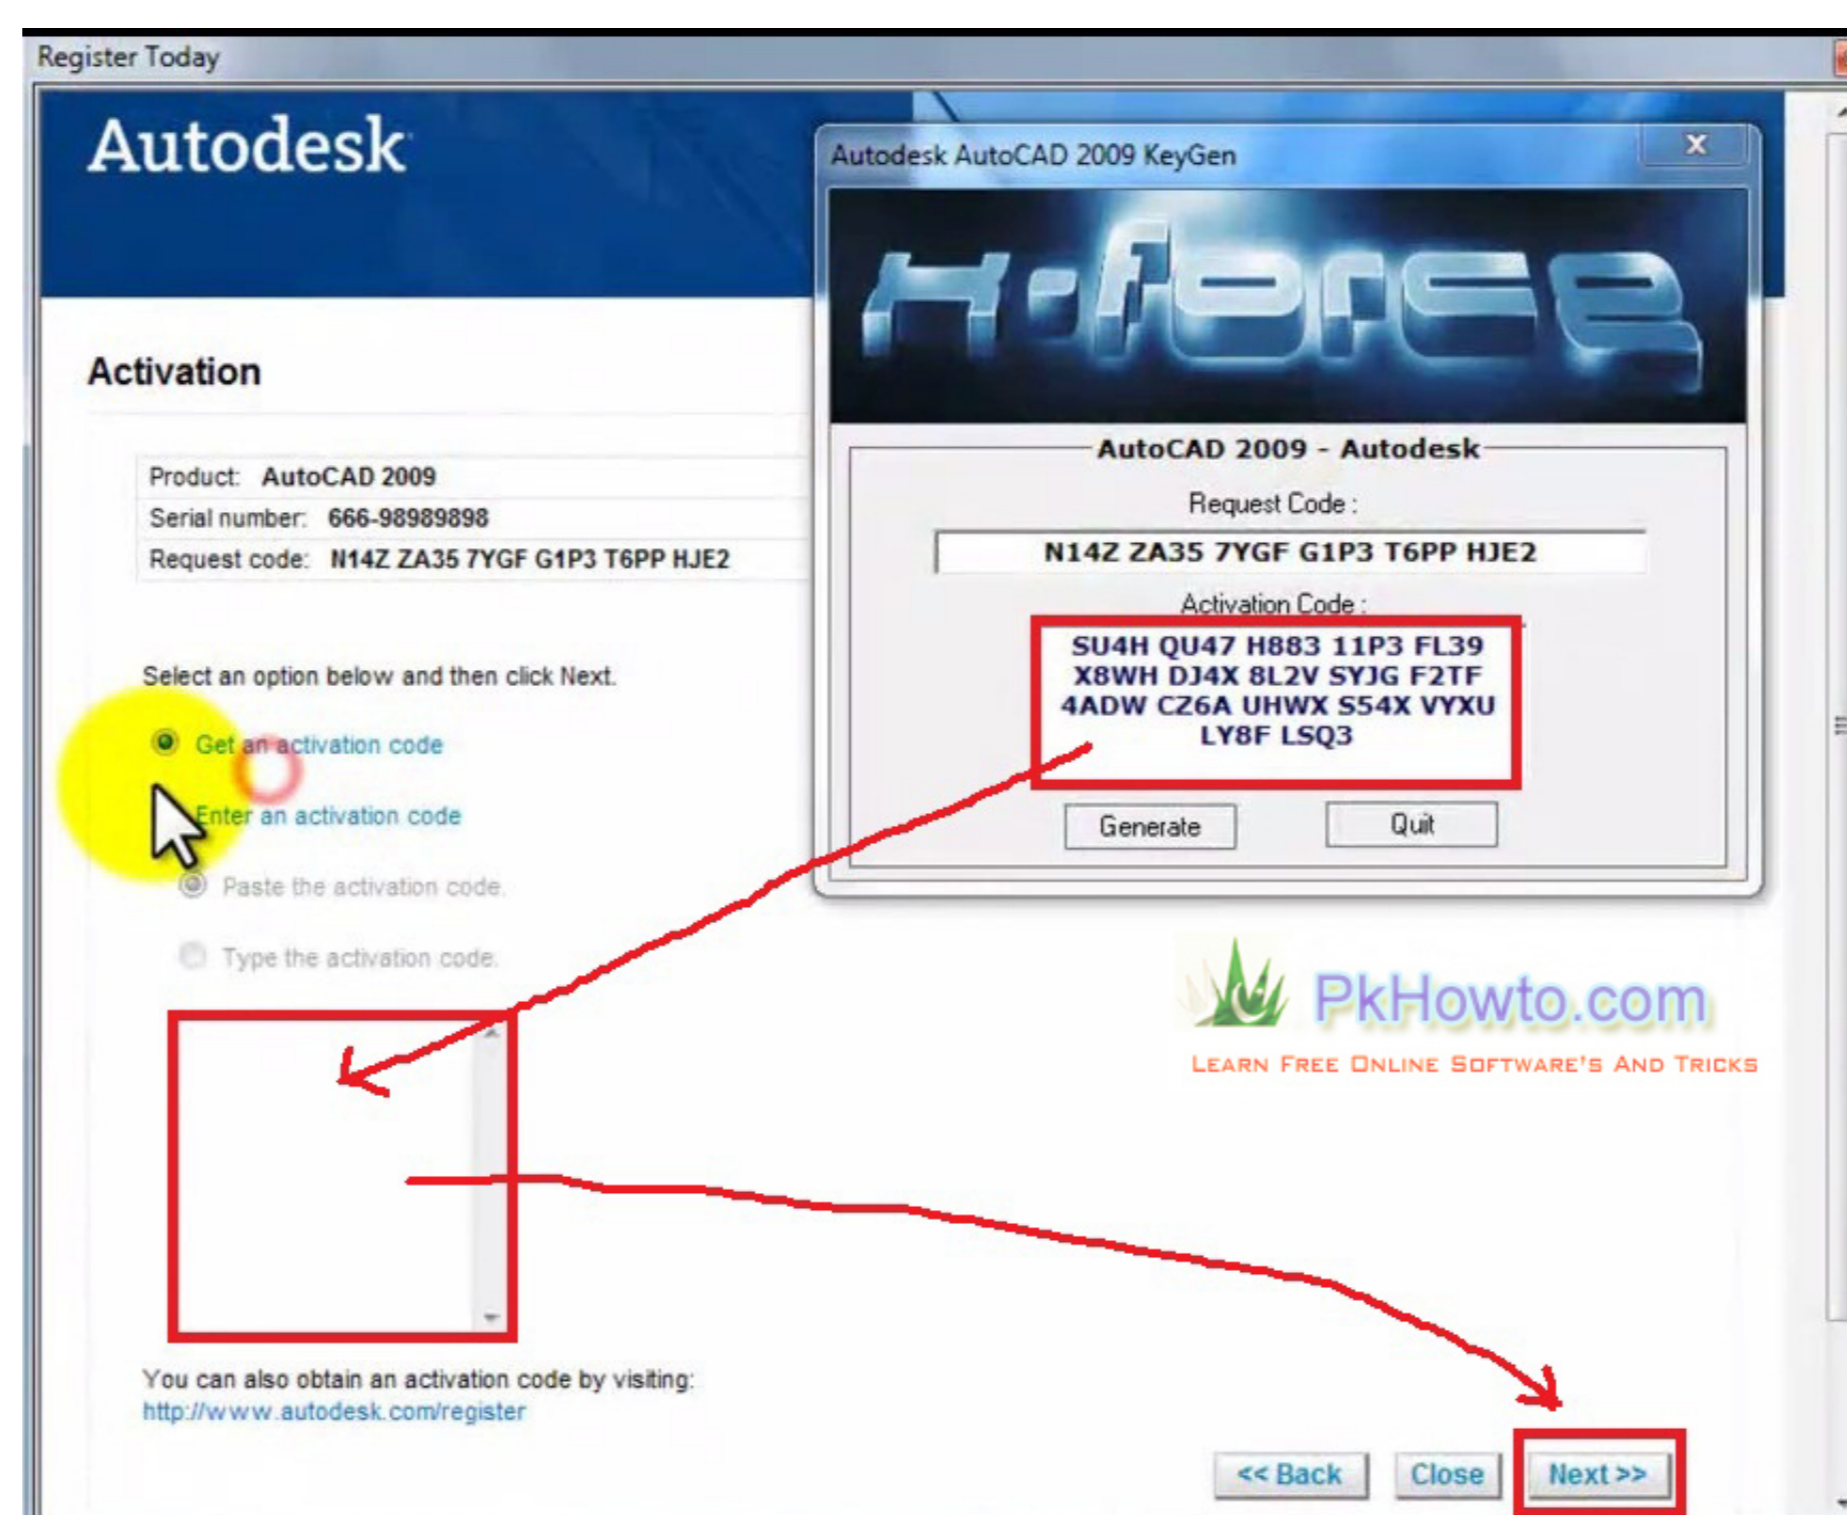 Register Today
Autodesk
Activation
Product: AutoCAD 2009
Serial number: 666-98989898
Request code: N14Z ZA35 7YGF G1P3 T6PP HJE2
Select an option below and then click Next.
Get an activation code
Enter an activation code
Paste the activation code.
Type the activation code.
You can also obtain an activation code by visiting:
http://www.autodesk.com/register
Autodesk AutoCAD 2009 KeyGen
X
x-force
AutoCAD 2009 - Autodesk
Request Code :
N14Z ZA35 7YGF G1P3 T6PP HJE2
Activation Code :
SU4H QU47 H883 11P3 FL39
X8WH DJ4X 8L2V SYJG F2TF
4ADW CZ6A UHWX S54X VYXU
LY8F LSQ3
Generate Quit
PkHowto.com
LEARN FREE ONLINE SOFTWARE'S AND TRICKS
<< Back Close Next >>